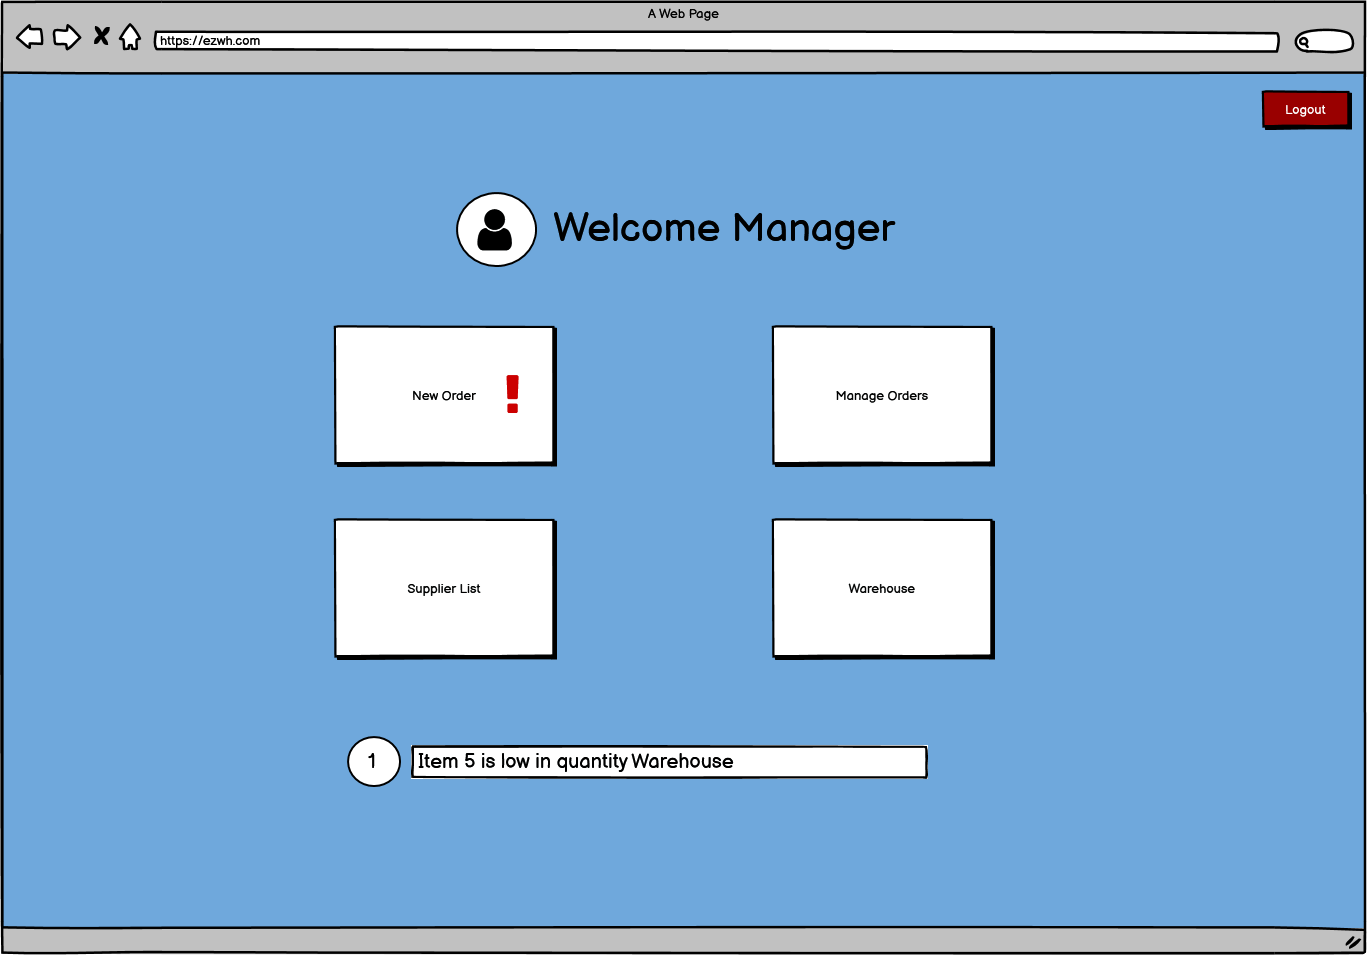 A Web Page
https://ezwh.com
Logout
Welcome Manager
New Order !
Manage Orders
Supplier List
Warehouse
1
Item 5 is low in quantity Warehouse